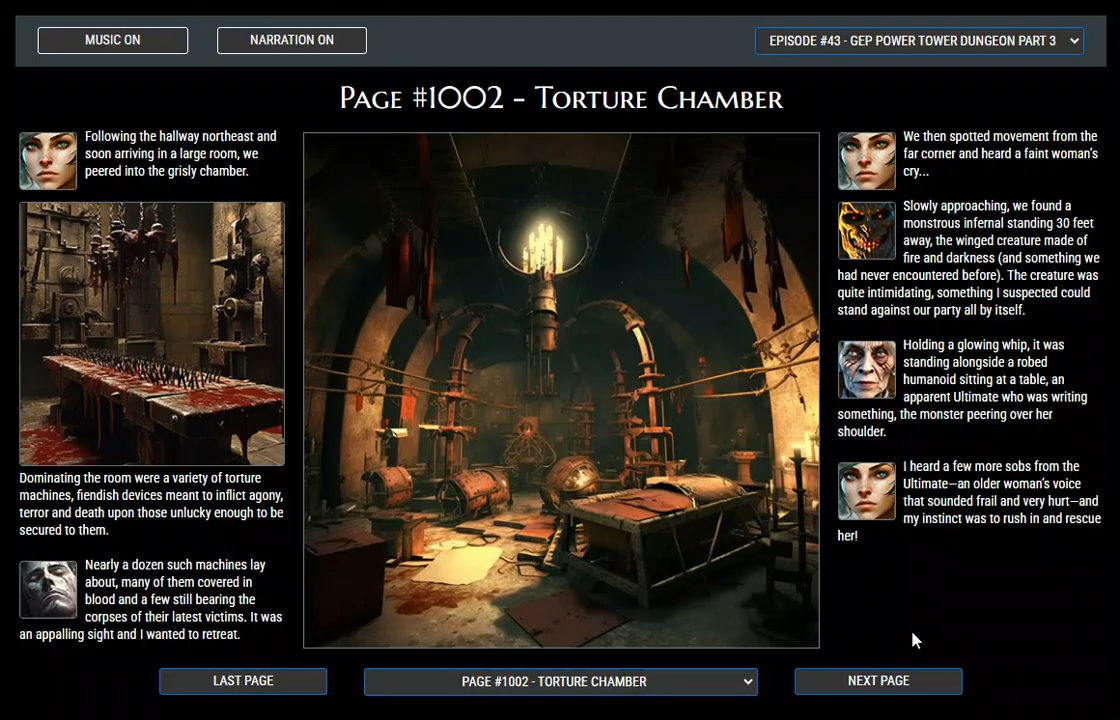 MUSIC ON
NARRATION ON
EPISODE #43 - GEP POWER TOWER DUNGEON PART 3
Page #1002 - Torture Chamber
Following the hallway northeast and
soon arriving in a large room, we
peered into the grisly chamber.
Dominating the room were a variety of torture
machines, fiendish devices meant to inflict agony,
terror and death upon those unlucky enough to be
secured to them.
Nearly a dozen such machines lay
about, many of them covered in
blood and a few still bearing the
corpses of their latest victims. It was
an appalling sight and I wanted to retreat.
We then spotted movement from the
far corner and heard a faint woman's
cry...
Slowly approaching, we found a
monstrous infernal standing 30 feet
away, the winged creature made of
fire and darkness (and something we
had never encountered before). The creature was
quite intimidating, something I suspected could
stand against our party all by itself.
Holding a glowing whip, it was
standing alongside a robed
humanoid sitting at a table, an
apparent Ultimate who was writing
something, the monster peering over her
shoulder.
I heard a few more sobs from the
Ultimate—an older woman's voice
that sounded frail and very hurt—and
my instinct was to rush in and rescue
her!
LAST PAGE
PAGE #1002 - TORTURE CHAMBER
NEXT PAGE